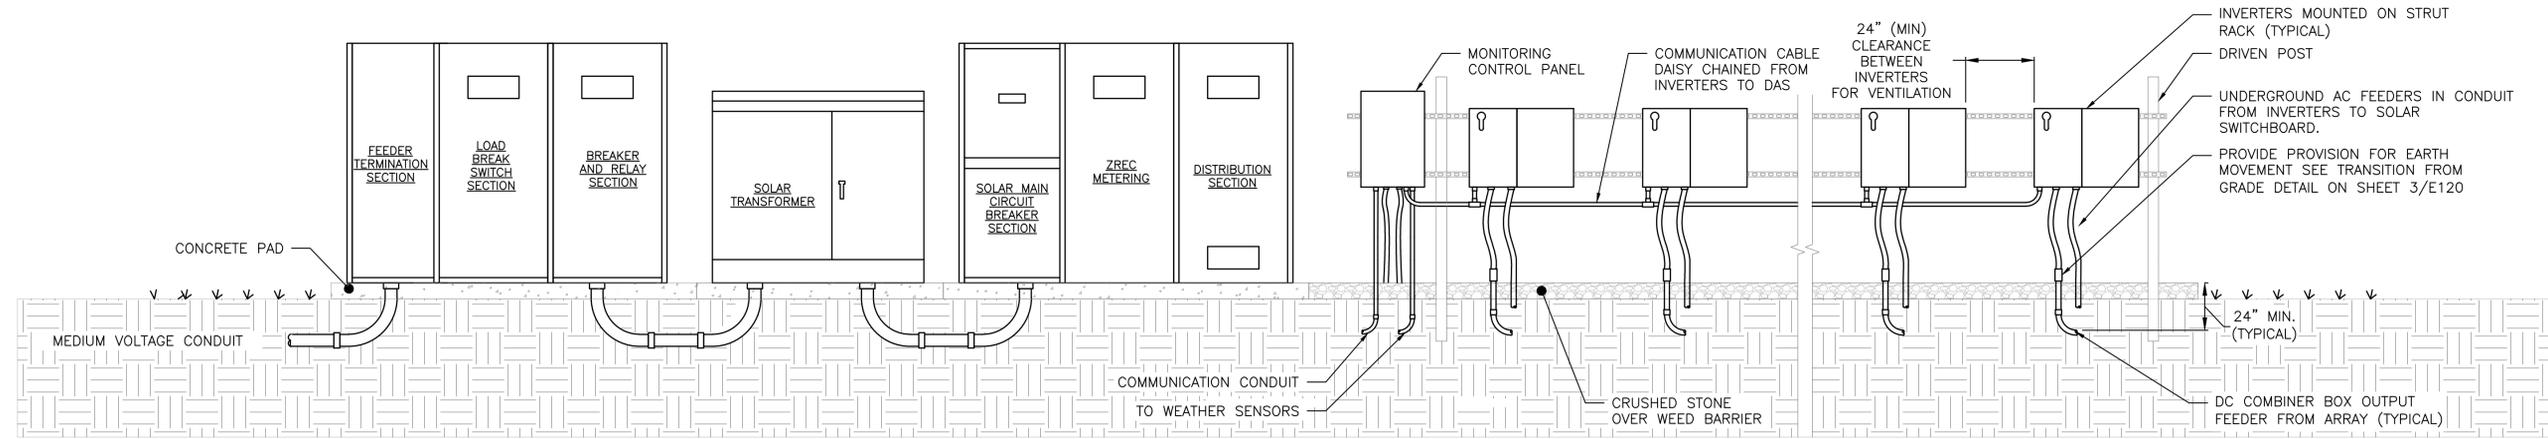 FEEDER
TERMINATION
SECTION
LOAD
BREAK
SWITCH
SECTION
BREAKER
AND RELAY
SECTION
SOLAR
TRANSFORMER
SOLAR MAIN
CIRCUIT
BREAKER
SECTION
ZREC
METERING
DISTRIBUTION
SECTION
CONCRETE PAD
MEDIUM VOLTAGE CONDUIT
MONITORING
CONTROL PANEL
COMMUNICATION CABLE
DAISY CHAINED FROM
INVERTERS TO DAS
24" (MIN)
CLEARANCE
BETWEEN
INVERTERS
FOR VENTILATION
INVERTERS MOUNTED ON STRUT
RACK (TYPICAL)
DRIVEN POST
UNDERGROUND AC FEEDERS IN CONDUIT
FROM INVERTERS TO SOLAR
SWITCHBOARD.
PROVIDE PROVISION FOR EARTH
MOVEMENT SEE TRANSITION FROM
GRADE DETAIL ON SHEET 3/E120
24" MIN.
(TYPICAL)
COMMUNICATION CONDUIT
TO WEATHER SENSORS
CRUSHED STONE
OVER WEED BARRIER
DC COMBINER BOX OUTPUT
FEEDER FROM ARRAY (TYPICAL)